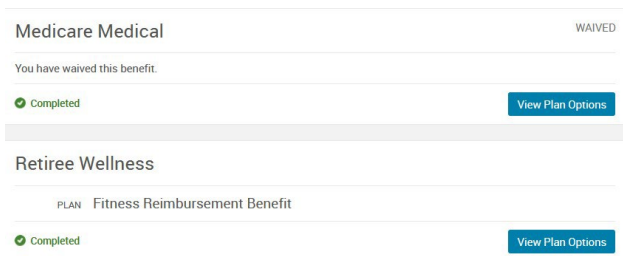 Medicare Medical
WAIVED
You have waived this benefit.
Completed
View Plan Options
Retiree Wellness
PLAN Fitness Reimbursement Benefit
Completed
View Plan Options